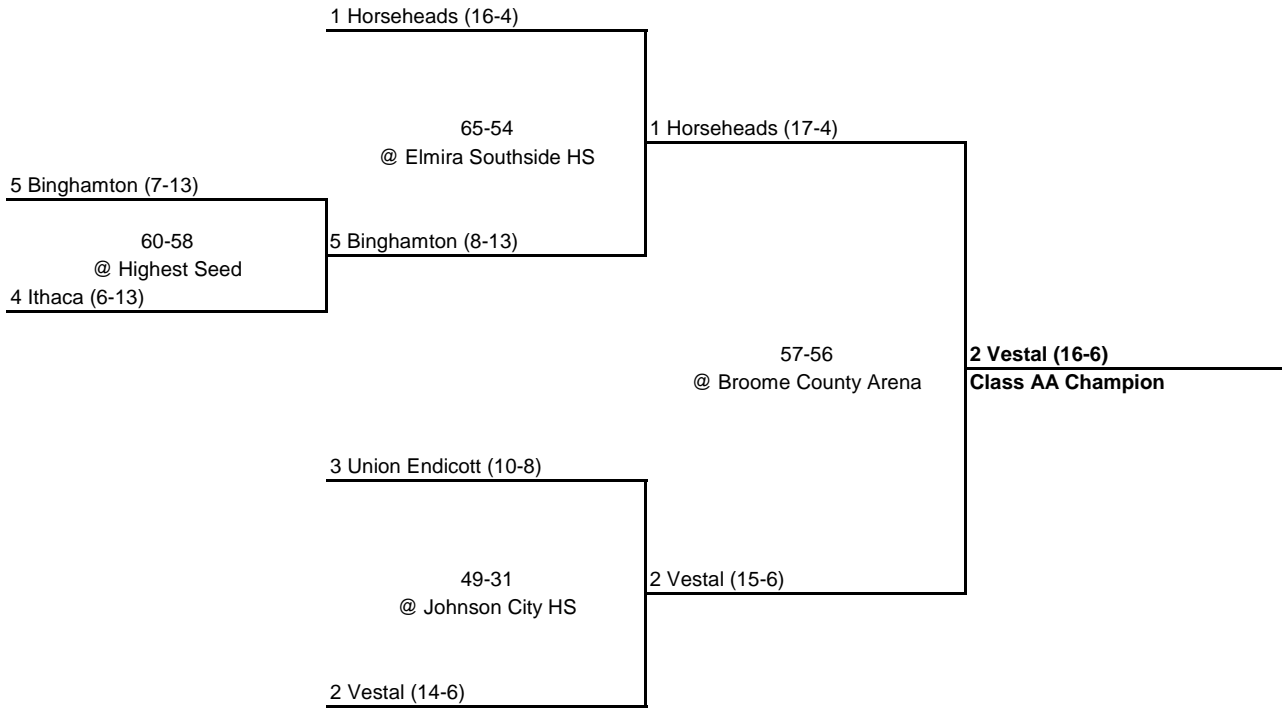 1 Horseheads (16-4)
65-54
@ Elmira Southside HS
1 Horseheads (17-4)
5 Binghamton (7-13)
60-58
@ Highest Seed
5 Binghamton (8-13)
4 Ithaca (6-13)
57-56
@ Broome County Arena
2 Vestal (16-6)
Class AA Champion
3 Union Endicott (10-8)
49-31
@ Johnson City HS
2 Vestal (15-6)
2 Vestal (14-6)